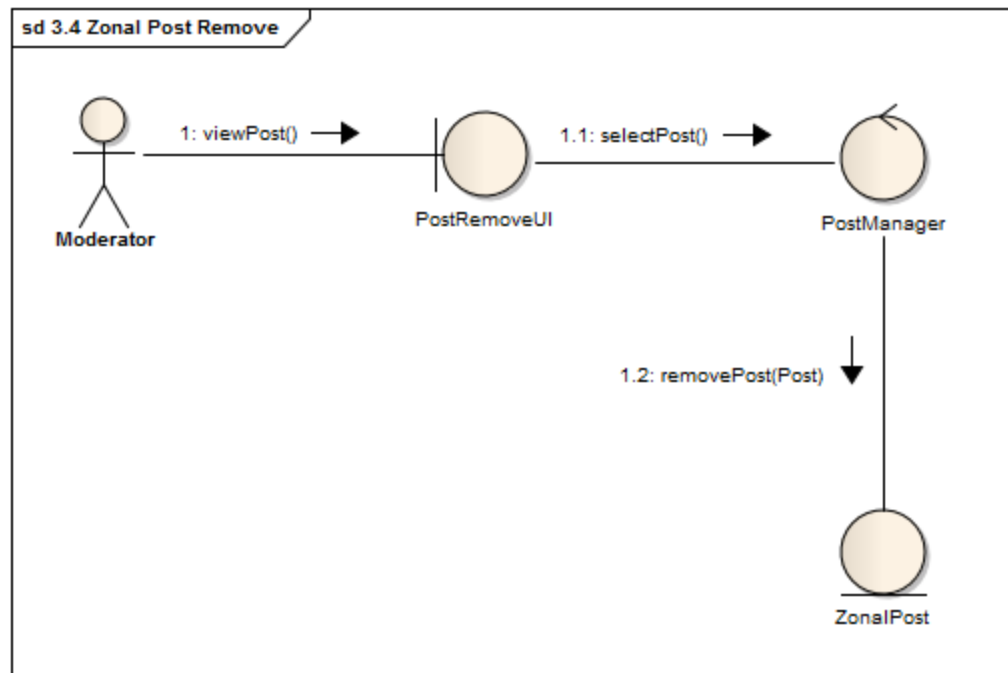 sd 3.4 Zonal Post Remove
1: viewPost()
1.1: selectPost()
PostRemoveUI
PostManager
Moderator
1.2: removePost(Post)
ZonalPost